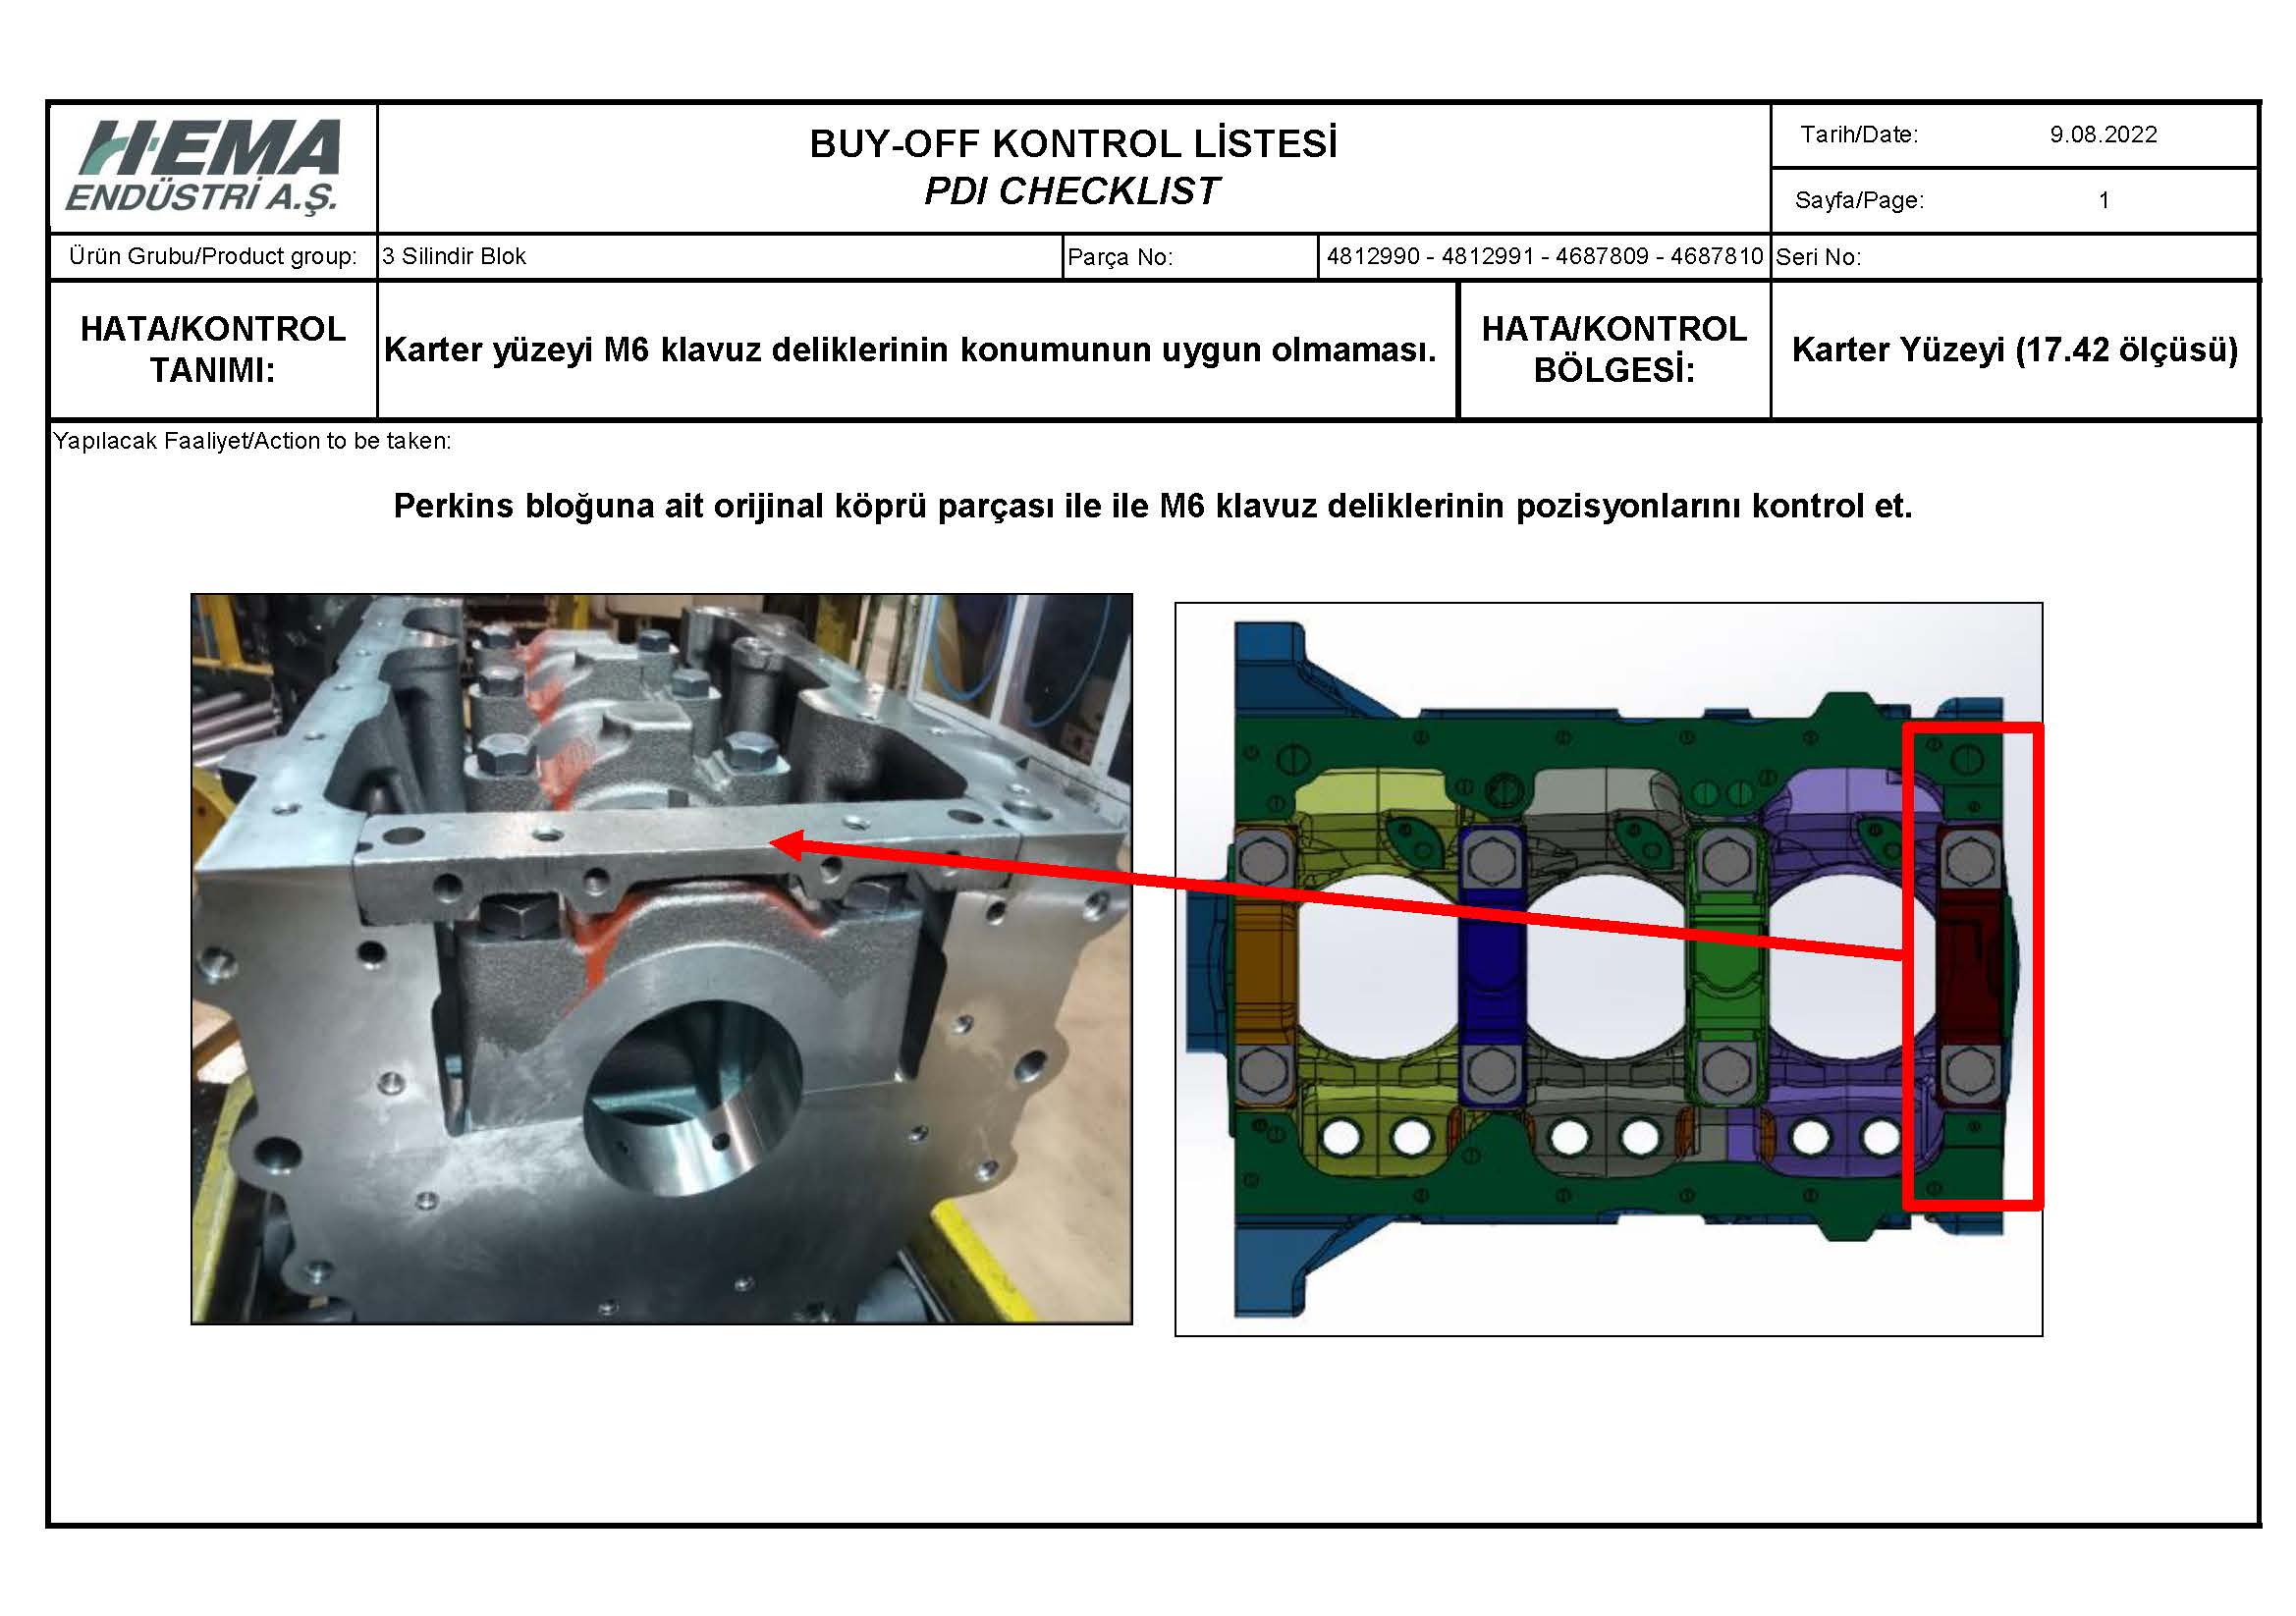 HEMA
ENDÜSTRİ A.Ş.
BUY-OFF KONTROL LİSTESİ
PDI CHECKLIST
Tarih/Date: 9.08.2022
Sayfa/Page: 1
Ürün Grubu/Product group: 3 Silindir Blok Parça No: 4812990 - 4812991 - 4687809 - 4687810 Seri No:
HATA/KONTROL
TANIMI:
Karter yüzeyi M6 klavuz deliklerinin konumunun uygun olmaması.
HATA/KONTROL
BÖLGESİ:
Karter Yüzeyi (17.42 ölçüsü)
Yapılacak Faaliyet/Action to be taken:
Perkins bloğuna ait orijinal köprü parçası ile ile M6 klavuz deliklerinin pozisyonlarını kontrol et.